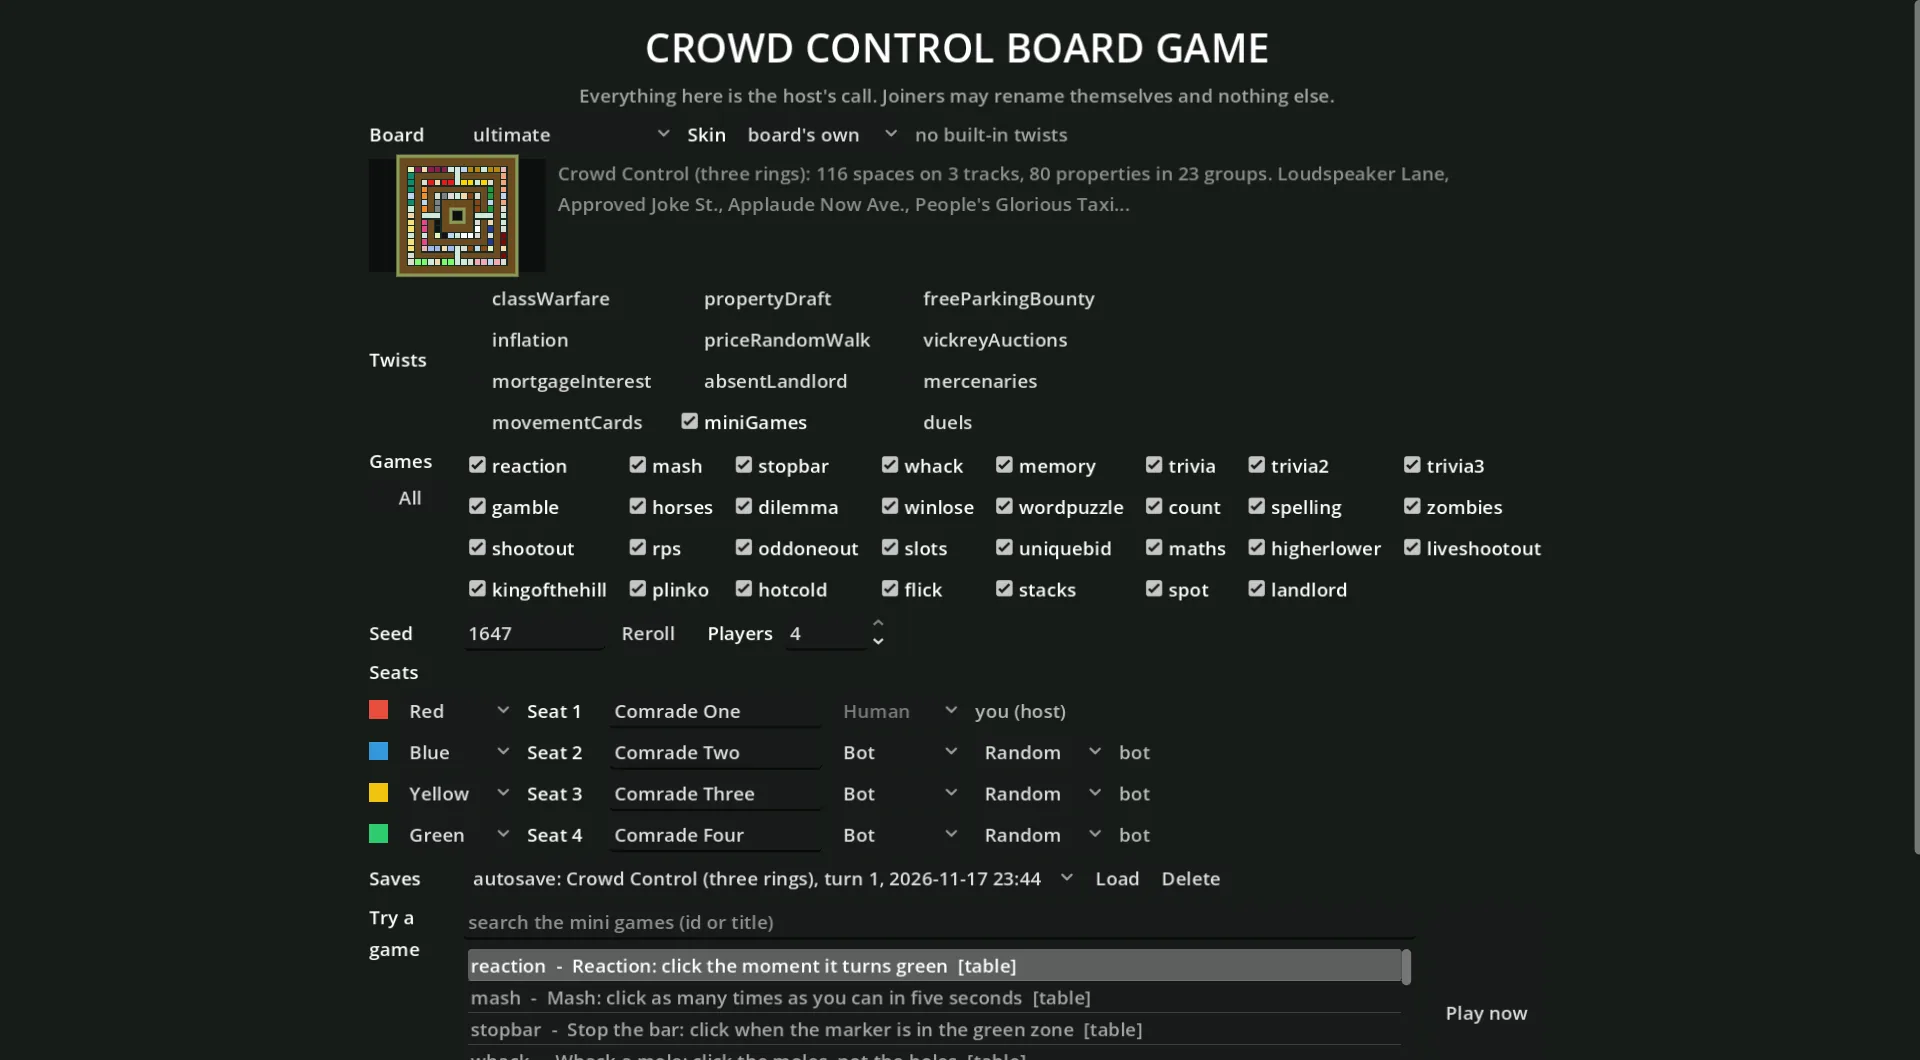 CROWD CONTROL BOARD GAME
Everything here is the host's call. Joiners may rename themselves and nothing else.
Board ultimate Skin board's own no built-in twists
Crowd Control (three rings): 116 spaces on 3 tracks, 80 properties in 23 groups. Loudspeaker Lane,
Approved Joke St., Applaude Now Ave., People's Glorious Taxi...
Twists
classWarfare propertyDraft freeParkingBounty
inflation priceRandomWalk vickreyAuctions
mortgageInterest absentLandlord mercenaries
movementCards miniGames duels
Games
All
reaction mash stopbar whack memory trivia trivia2 trivia3
gamble horses dilemma winlose wordpuzzle count spelling zombies
shootout rps oddoneout slots uniquebid maths higherlower liveshootout
kingofthehill plinko hotcold flick stacks spot landlord
Seed 1647 Reroll Players 4
Seats
Red Seat 1 Comrade One Human you (host)
Blue Seat 2 Comrade Two Bot Random bot
Yellow Seat 3 Comrade Three Bot Random bot
Green Seat 4 Comrade Four Bot Random bot
Saves autosave: Crowd Control (three rings), turn 1, 2026-11-17 23:44 Load Delete
Try a
game
search the mini games (id or title)
reaction - Reaction: click the moment it turns green [table]
mash - Mash: click as many times as you can in five seconds [table]
stopbar - Stop the bar: click when the marker is in the green zone [table]
whack - Whack a mole: click the moles, not the holes [table]
Play now